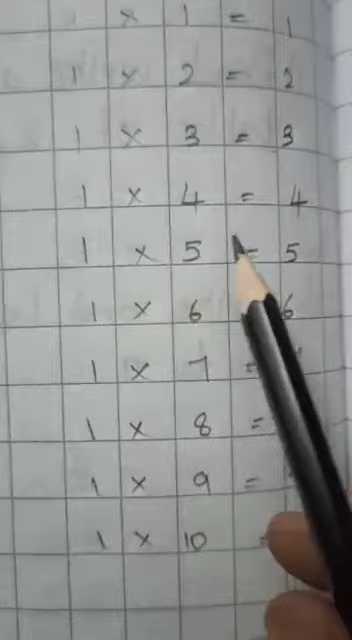 × 1 = 1
1 × 2 = 2
1 × 3 = 3
1 × 4 = 4
1 × 5 = 5
1 × 6 6
1 × 7 =
1 × 8 =
1 × 9 =
1 × 10 =